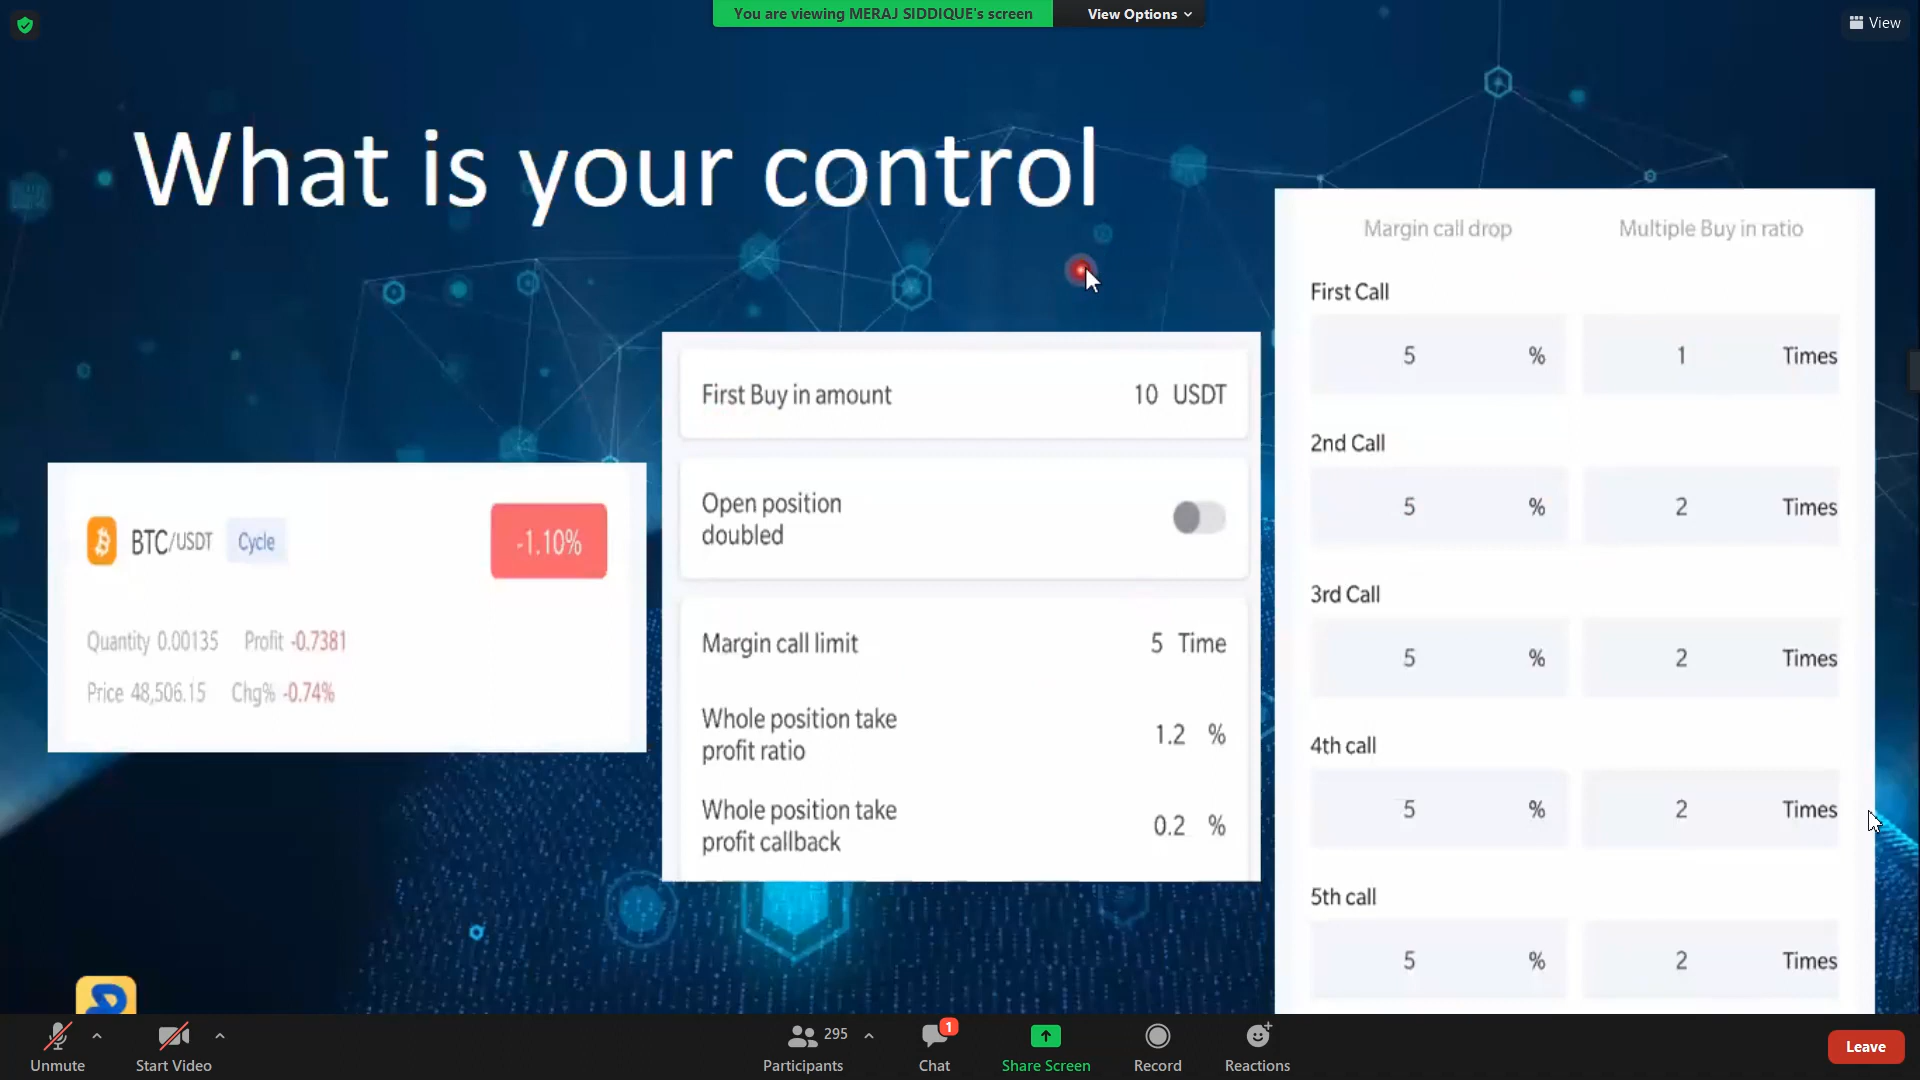 You are viewing MERAJ SIDDIQUE's screen
View Options
View
What is your control
BTC/USDT Cycle -1.10%
Quantity 0.00135 Profit -0.7381
Price 48,506.15 Chg% -0.74%
First Buy in amount 10 USDT
Open position
doubled
Margin call limit 5 Time
Whole position take
profit ratio
1.2 %
Whole position take
profit callback
0.2 %
Margin call drop Multiple Buy in ratio
First Call
5 % 1 Times
2nd Call
5 % 2 Times
3rd Call
5 % 2 Times
4th call
5 % 2 Times
5th call
5 % 2 Times
Unmute
Start Video
295
Participants
1
Chat
Share Screen
Record
Reactions
Leave